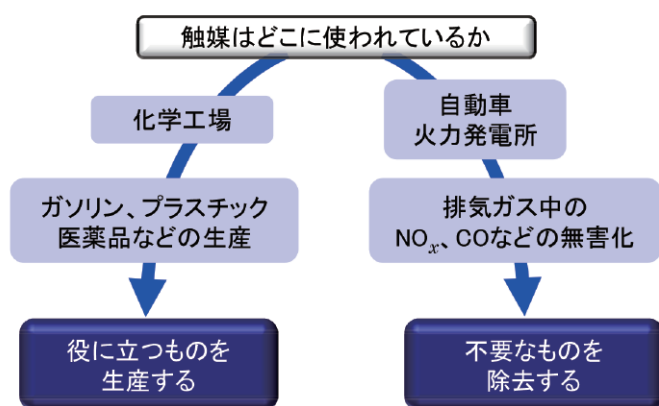 触媒はどこに使われているか
化学工場
ガソリン、プラスチック
医薬品などの生産
役に立つものを
生産する
自動車
火力発電所
排気ガス中の
NOx、COなどの無害化
不要なものを
除去する